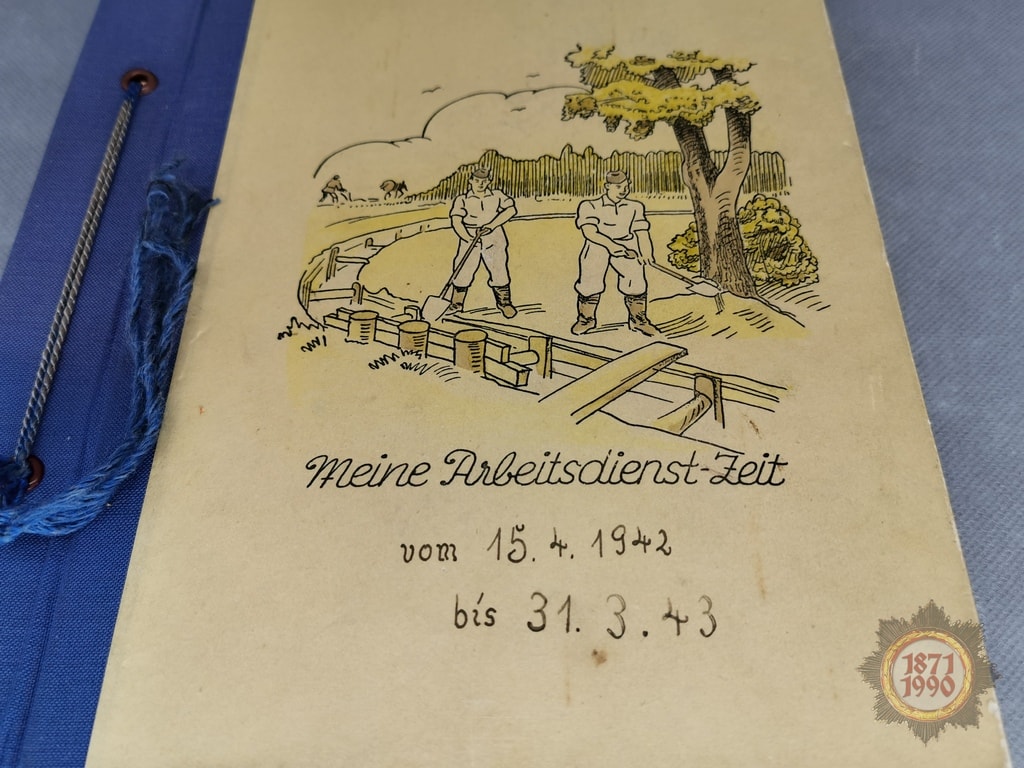 Meine Arbeitsdienst-Zeit
vom 15. 4. 1942
bis 31. 3. 43
1871
1990